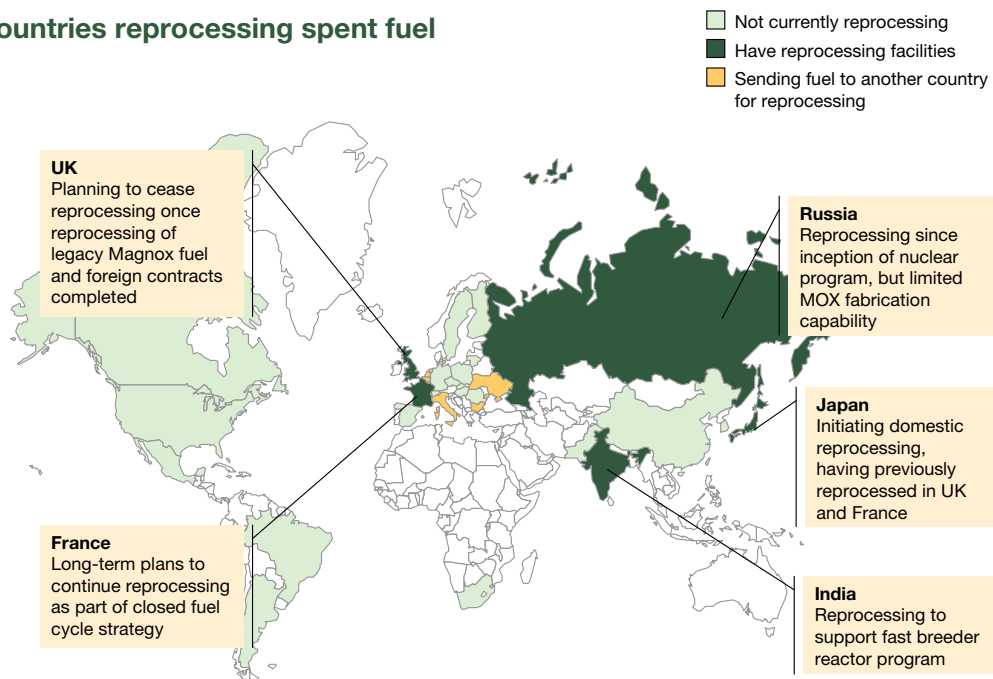 ountries reprocessing spent fuel
Not currently reprocessing
Have reprocessing facilities
Sending fuel to another country
for reprocessing
UK
Planning to cease
reprocessing once
reprocessing of
legacy Magnox fuel
and foreign contracts
completed
Russia
Reprocessing since
inception of nuclear
program, but limited
MOX fabrication
capability
Japan
Initiating domestic
reprocessing,
having previously
reprocessed in UK
and France
France
Long-term plans to
continue reprocessing
as part of closed fuel
cycle strategy
India
Reprocessing to
support fast breeder
reactor program